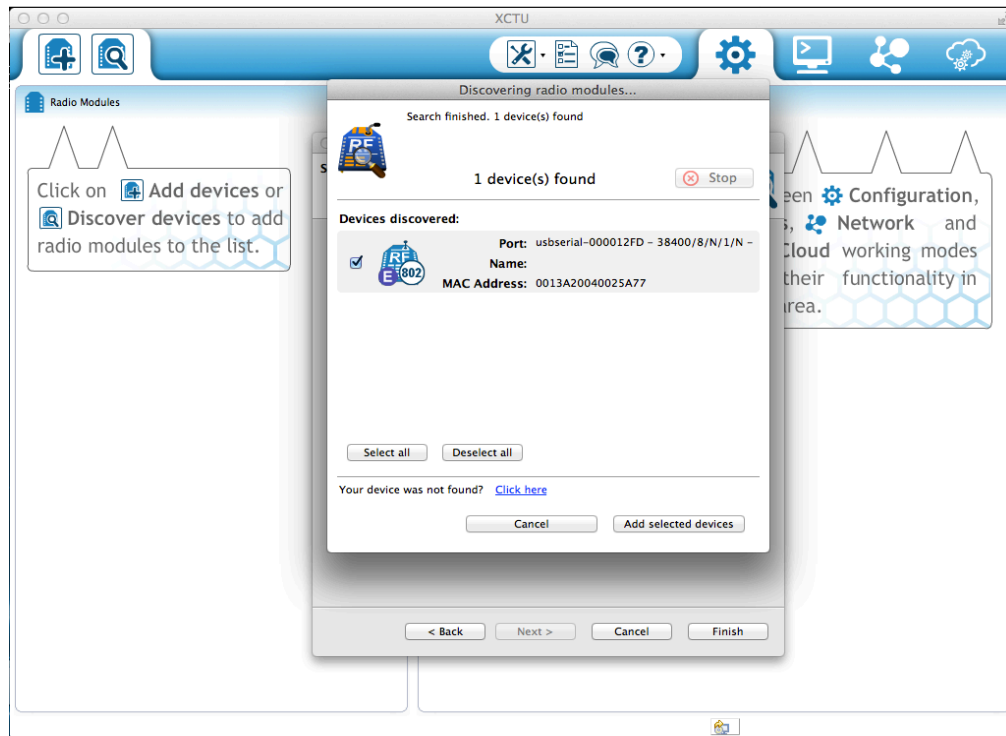 XCTU
Radio Modules
Click on Add devices or
Discover devices to add
radio modules to the list.
Discovering radio modules...
Search finished. 1 device(s) found
1 device(s) found
Stop
Devices discovered:
Port: usbserial-000012FD - 38400/8/N/1/N -
Name:
MAC Address: 0013A20040025A77
RF
E 802
Select all
Deselect all
Your device was not found? Click here
Cancel
Add selected devices
S
een Configuration,
s, Network and
Cloud working modes
their functionality in
area.
< Back
Next >
Cancel
Finish